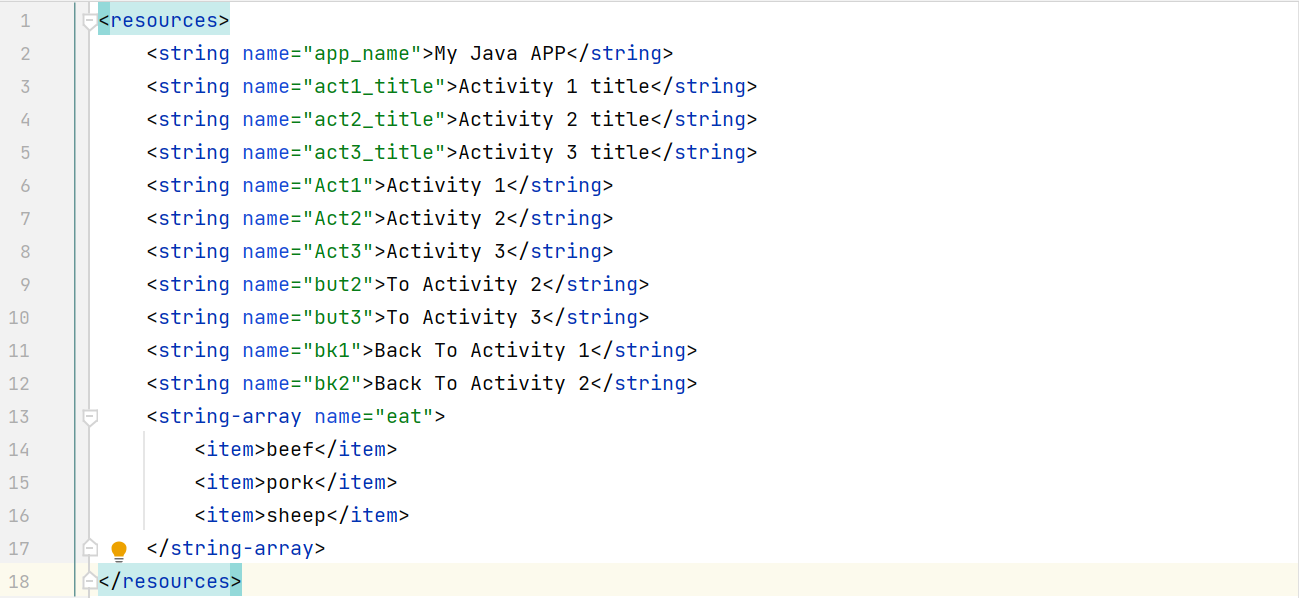 1 <resources>
2     <string name="app_name">My Java APP</string>
3     <string name="act1_title">Activity 1 title</string>
4     <string name="act2_title">Activity 2 title</string>
5     <string name="act3_title">Activity 3 title</string>
6     <string name="Act1">Activity 1</string>
7     <string name="Act2">Activity 2</string>
8     <string name="Act3">Activity 3</string>
9     <string name="but2">To Activity 2</string>
10     <string name="but3">To Activity 3</string>
11     <string name="bk1">Back To Activity 1</string>
12     <string name="bk2">Back To Activity 2</string>
13     <string-array name="eat">
14         <item>beef</item>
15         <item>pork</item>
16         <item>sheep</item>
17     </string-array>
18 </resources>